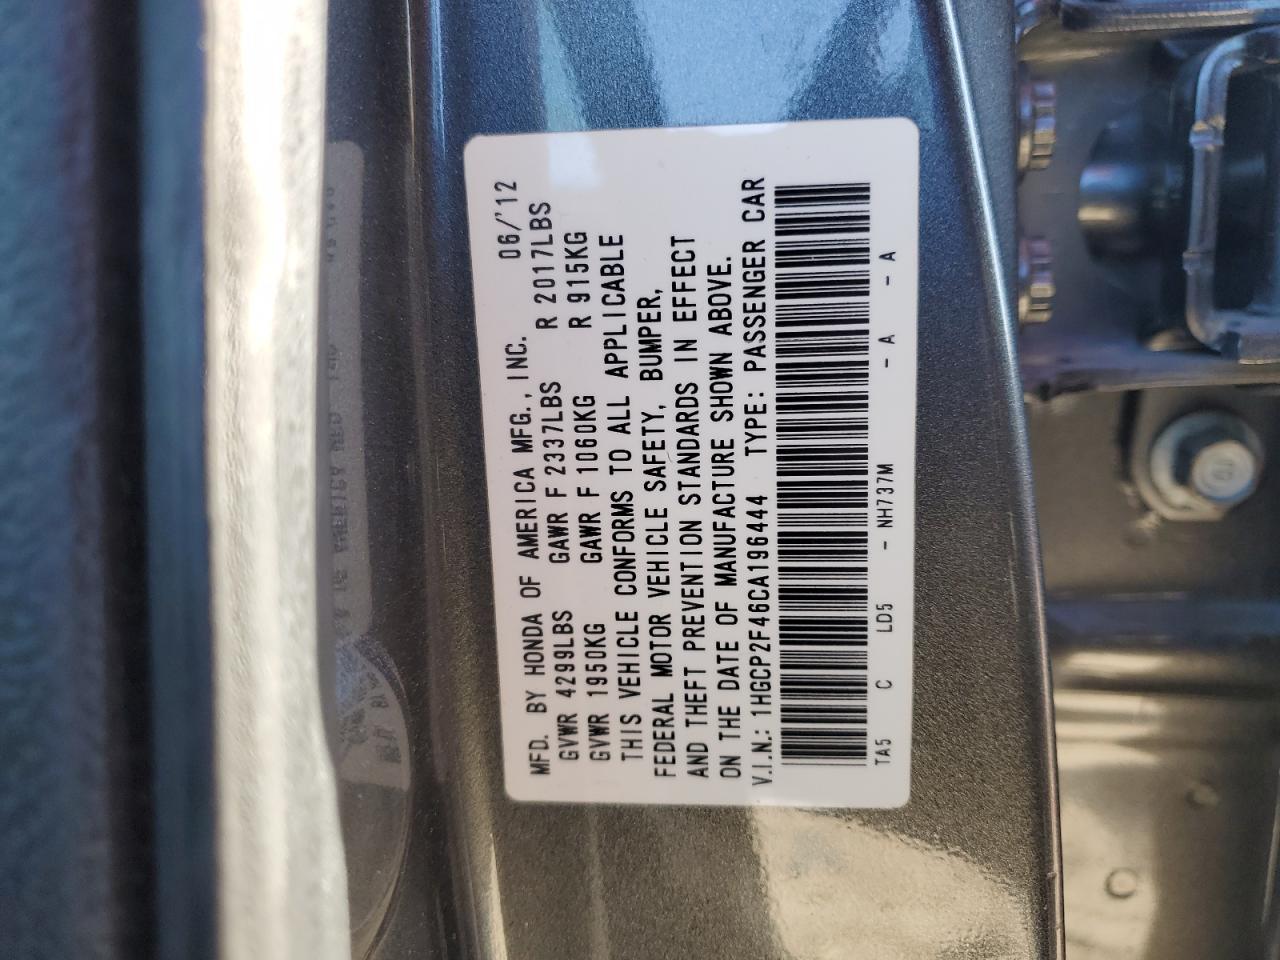 MFD. BY HONDA OF AMERICA MFG., INC. 06/'12
GVWR 4299LBS GAWR F 2337LBS R 2017LBS
GVWR 1950KG GAWR F 1060KG R 915KG
THIS VEHICLE CONFORMS TO ALL APPLICABLE
FEDERAL MOTOR VEHICLE SAFETY, BUMPER,
AND THEFT PREVENTION STANDARDS IN EFFECT
ON THE DATE OF MANUFACTURE SHOWN ABOVE.
V.I.N.: 1HGCP2F46CA196444 TYPE: PASSENGER CAR
TA5 C LD5 - NH737M - A - A
10